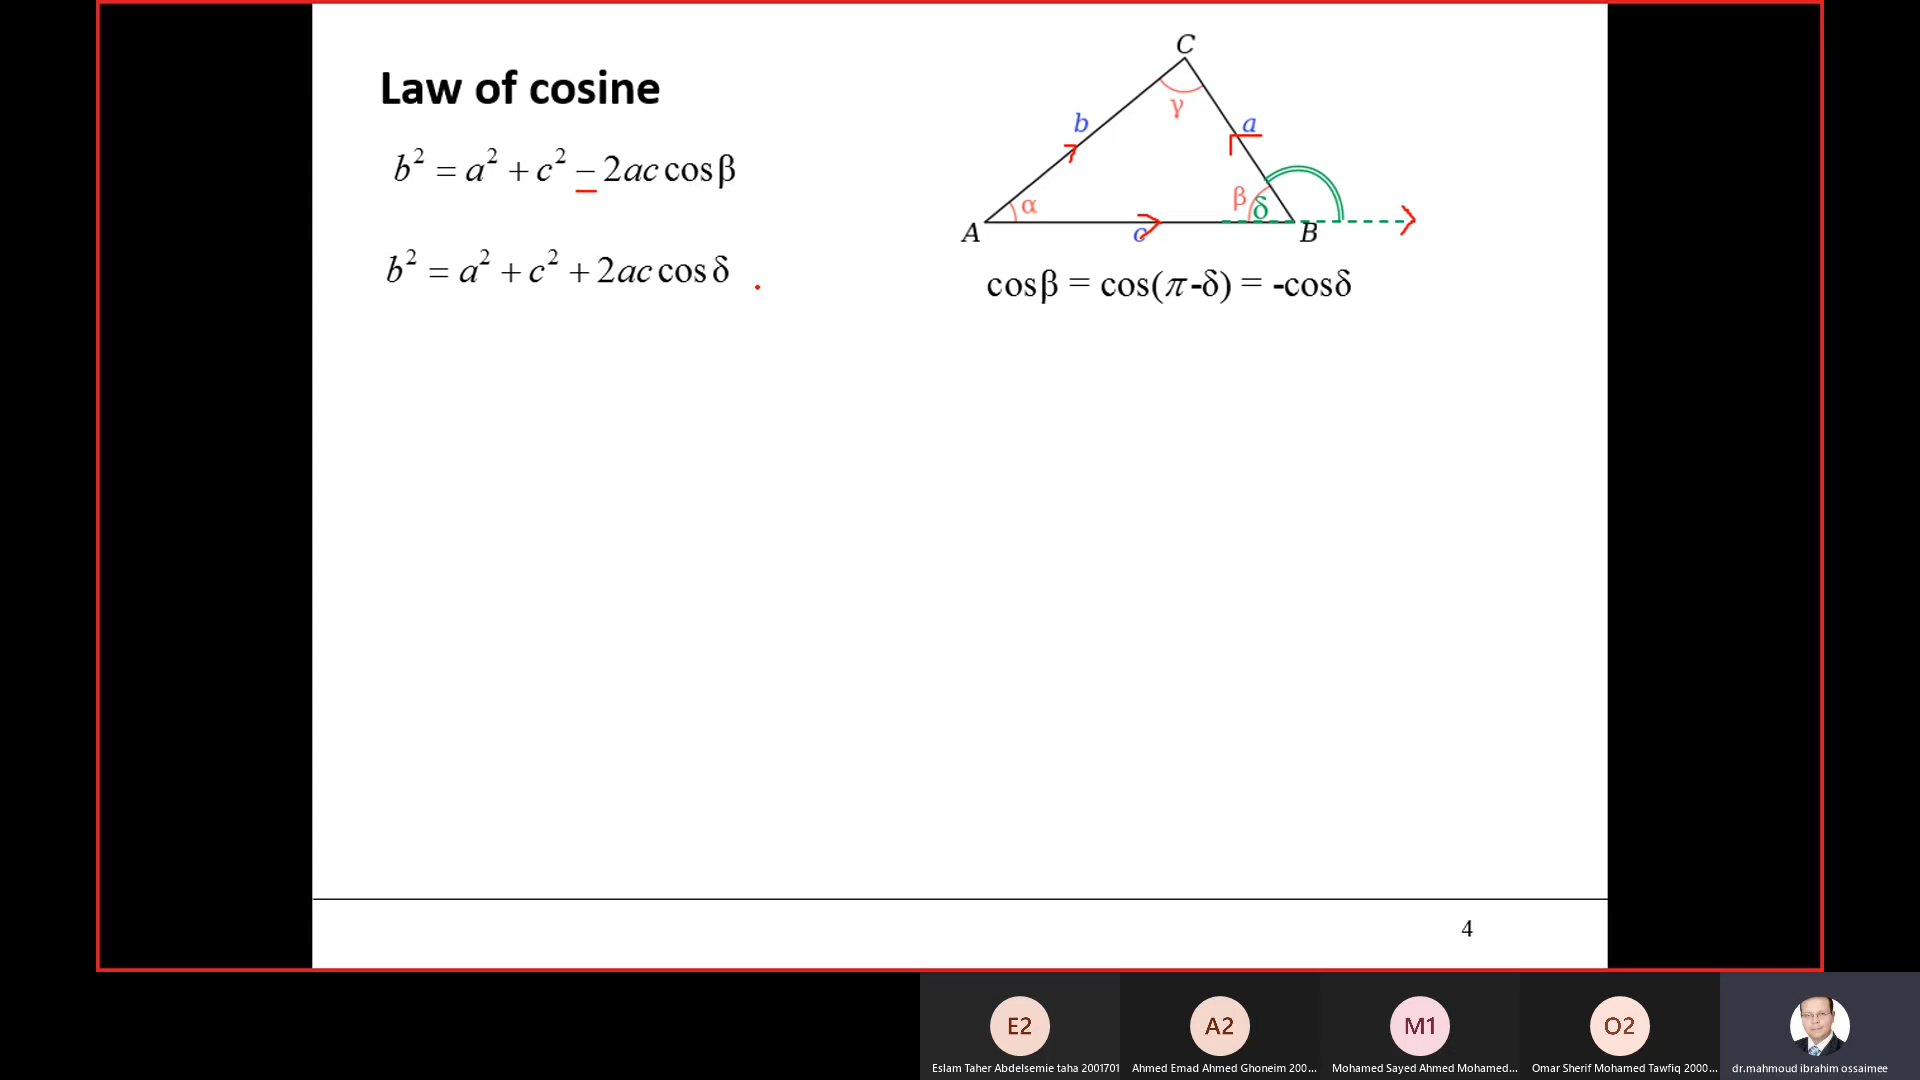 Law of cosine
b² = a² + c² − 2ac cosβ
b² = a² + c² + 2ac cosδ
C
γ
b
a
α
β
δ
A
c
B
cosβ = cos(π-δ) = -cosδ
4
E2
A2
M1
O2
Eslam Taher Abdelsemie taha 2001701
Ahmed Emad Ahmed Ghoneim 200...
Mohamed Sayed Ahmed Mohamed...
Omar Sherif Mohamed Tawfiq 2000...
dr.mahmoud ibrahim ossaimee